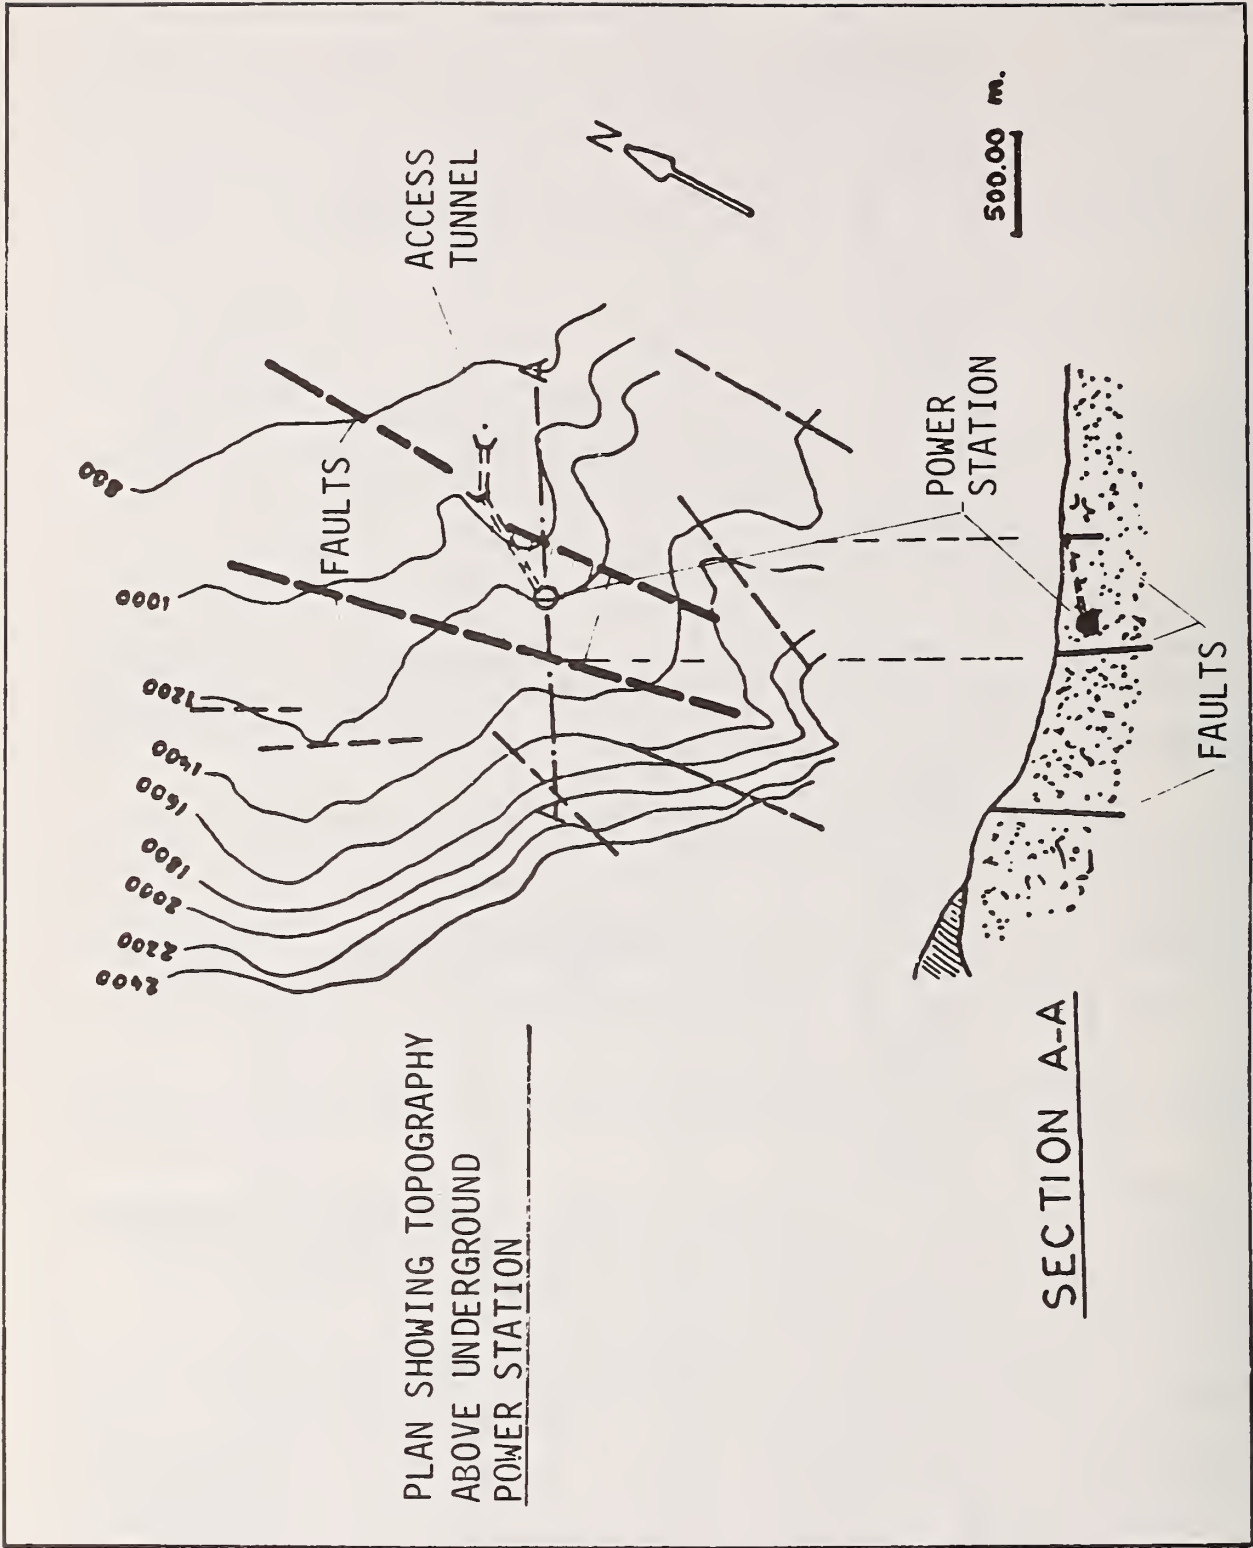 PLAN SHOWING TOPOGRAPHY
ABOVE UNDERGROUND
POWER STATION
2400
2200
2000
1800
1600
1400
1200
1000
800
FAULTS
ACCESS
TUNNEL
N
A
A
POWER
STATION
500.00 m.
SECTION A-A
FAULTS